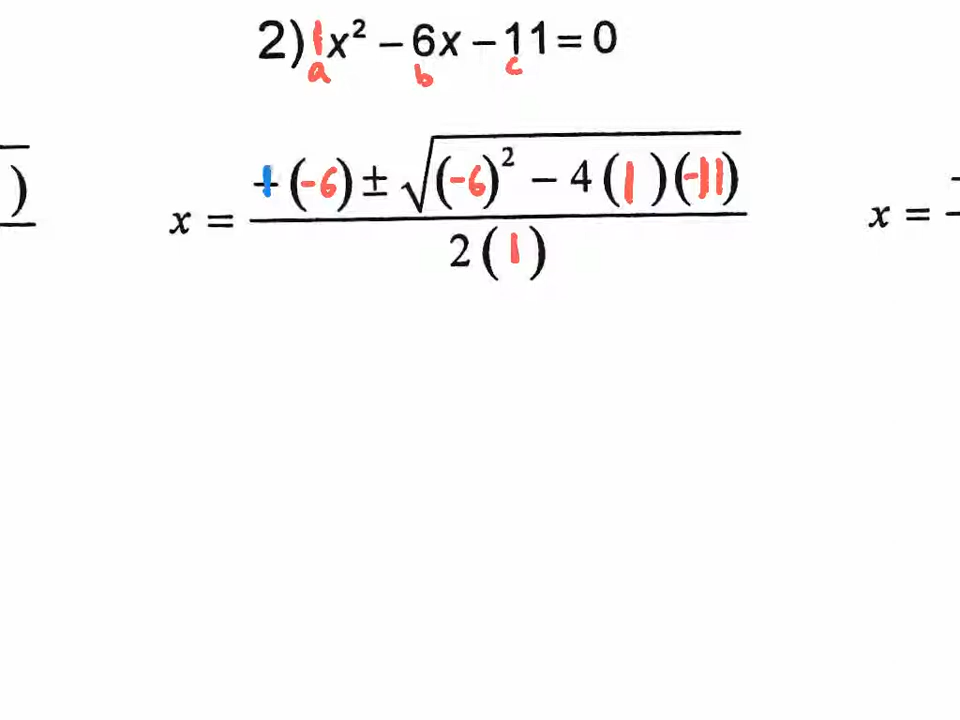 2) 1x² − 6x − 11 = 0
a b c
) x = +(-6) ± √((-6)² − 4(1)(-11)) / 2(1) x =